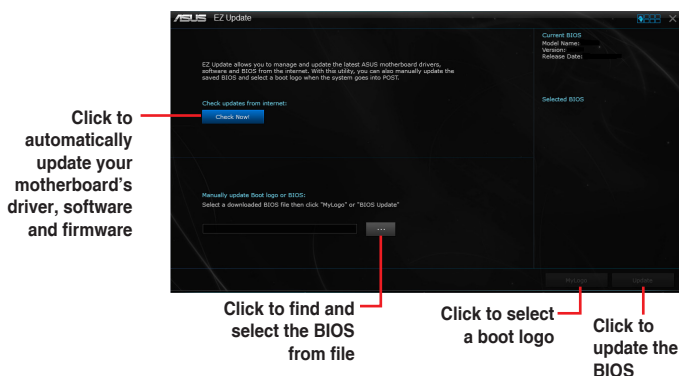 ASUS EZ Update
Current BIOS
Model Name:
Version:
Release Date:
EZ Update allows you to manage and update the latest ASUS motherboard drivers,
software and BIOS from the internet. With this utility, you can also manually update the
saved BIOS and select a boot logo when the system goes into POST.
Check updates from internet:
Check Now!
Selected BIOS
Click to
automatically
update your
motherboard's
driver, software
and firmware
Manually update Boot logo or BIOS:
Select a downloaded BIOS file then click "MyLogo" or "BIOS Update"
...
MyLogo
Update
Click to find and
select the BIOS
from file
Click to select
a boot logo
Click to
update the
BIOS